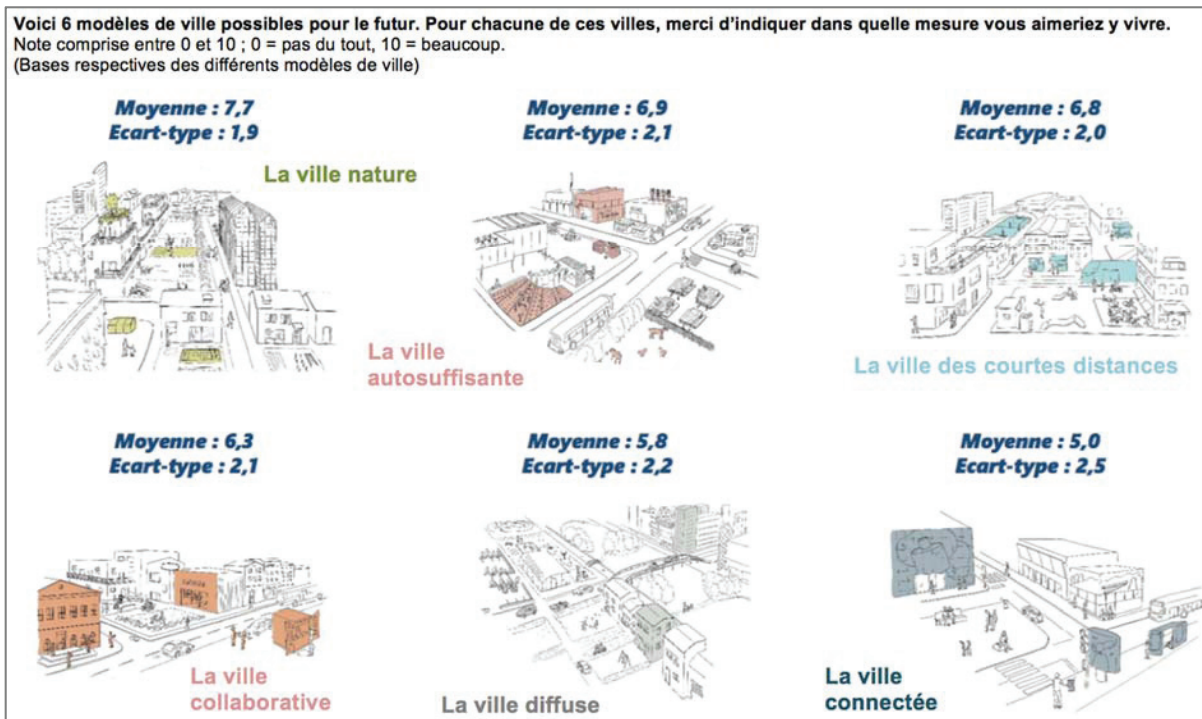 Voici 6 modèles de ville possibles pour le futur. Pour chacune de ces villes, merci d'indiquer dans quelle mesure vous aimeriez y vivre.
Note comprise entre 0 et 10 ; 0 = pas du tout, 10 = beaucoup.
(Bases respectives des différents modèles de ville)
Moyenne : 7,7
Ecart-type : 1,9
La ville nature
Moyenne : 6,9
Ecart-type : 2,1
La ville
autosuffisante
Moyenne : 6,8
Ecart-type : 2,0
La ville des courtes distances
Moyenne : 6,3
Ecart-type : 2,1
La ville
collaborative
Moyenne : 5,8
Ecart-type : 2,2
La ville diffuse
Moyenne : 5,0
Ecart-type : 2,5
La ville
connectée